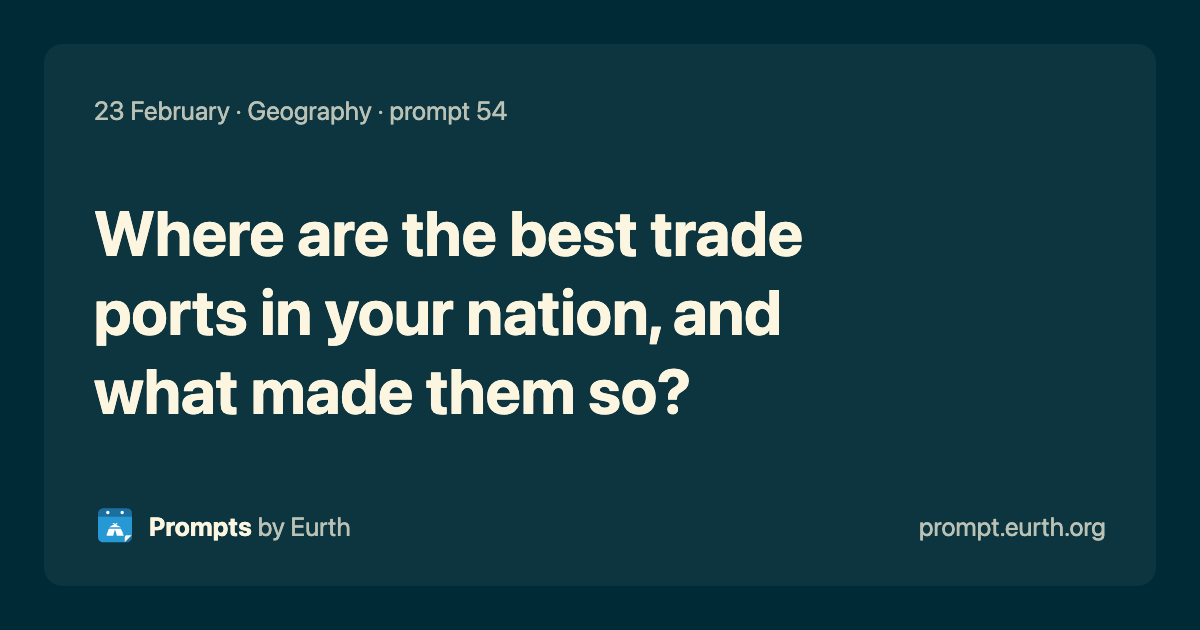 23 February · Geography · prompt 54
Where are the best trade
ports in your nation, and
what made them so?
Prompts by Eurth
prompt.eurth.org